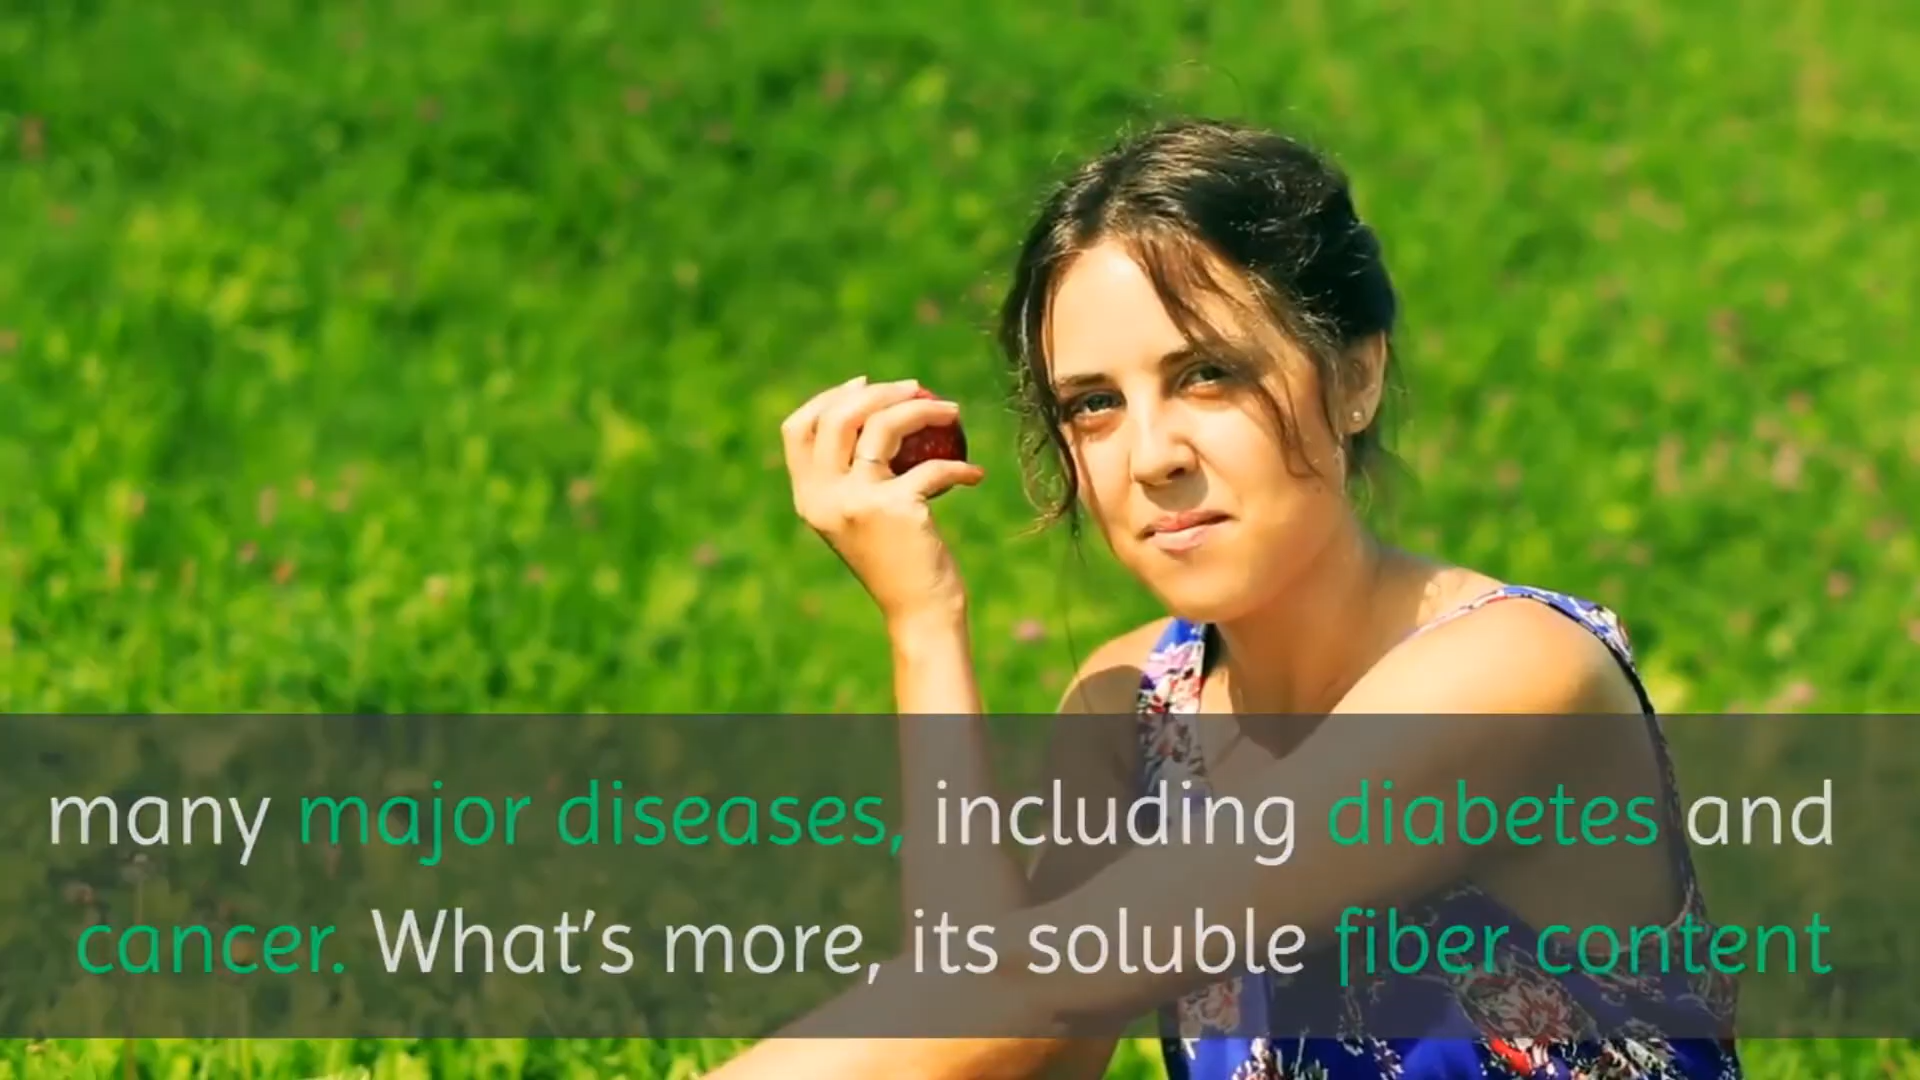 many major diseases, including diabetes and
cancer. What's more, its soluble fiber content